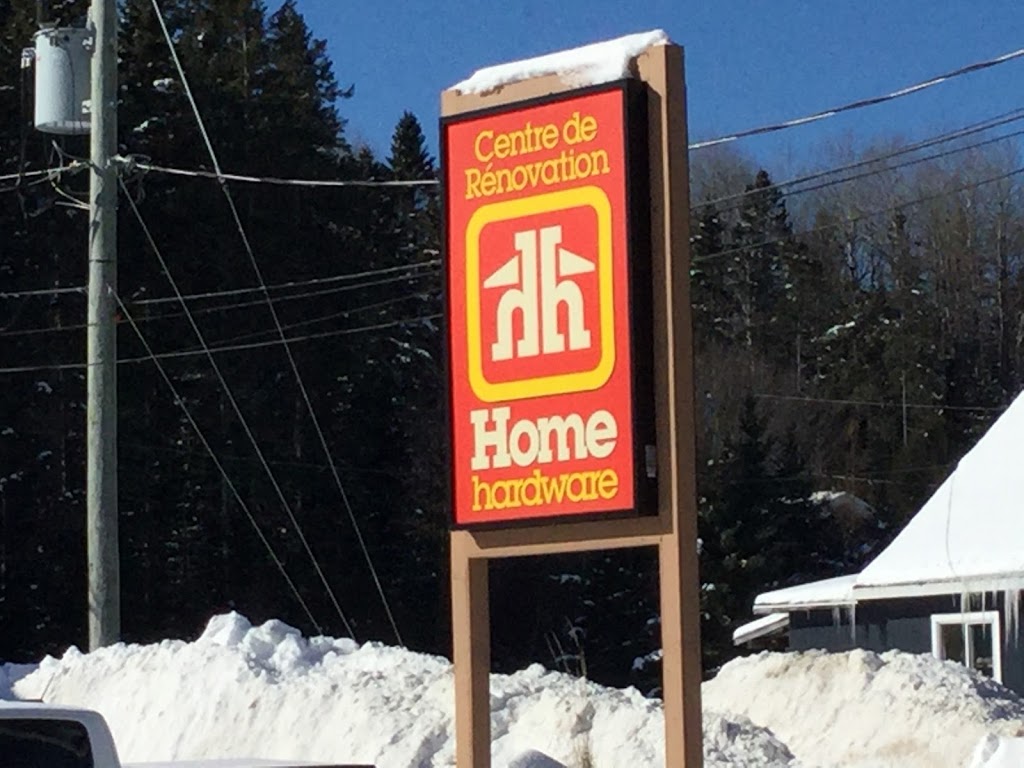 Centre de
Rénovation
Home
hardware